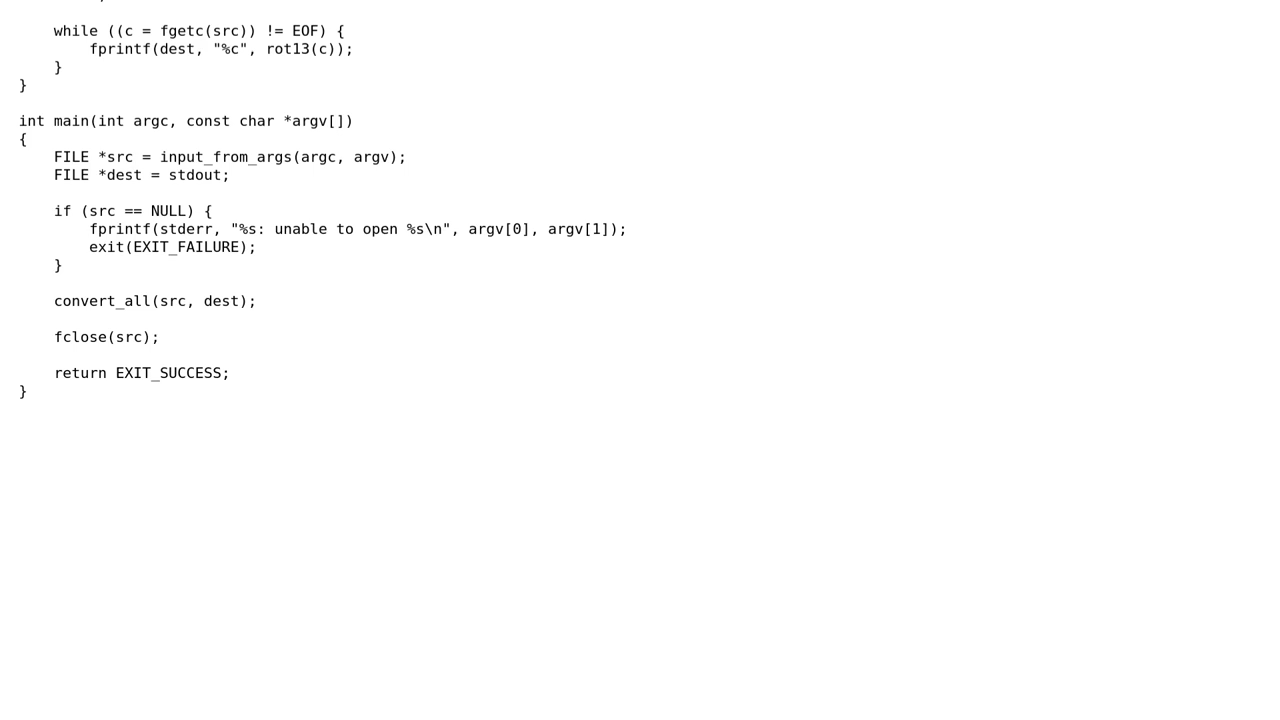 while ((c = fgetc(src)) != EOF) {
        fprintf(dest, "%c", rot13(c));
    }
}

int main(int argc, const char *argv[])
{
    FILE *src = input_from_args(argc, argv);
    FILE *dest = stdout;

    if (src == NULL) {
        fprintf(stderr, "%s: unable to open %s\n", argv[0], argv[1]);
        exit(EXIT_FAILURE);
    }

    convert_all(src, dest);

    fclose(src);

    return EXIT_SUCCESS;
}